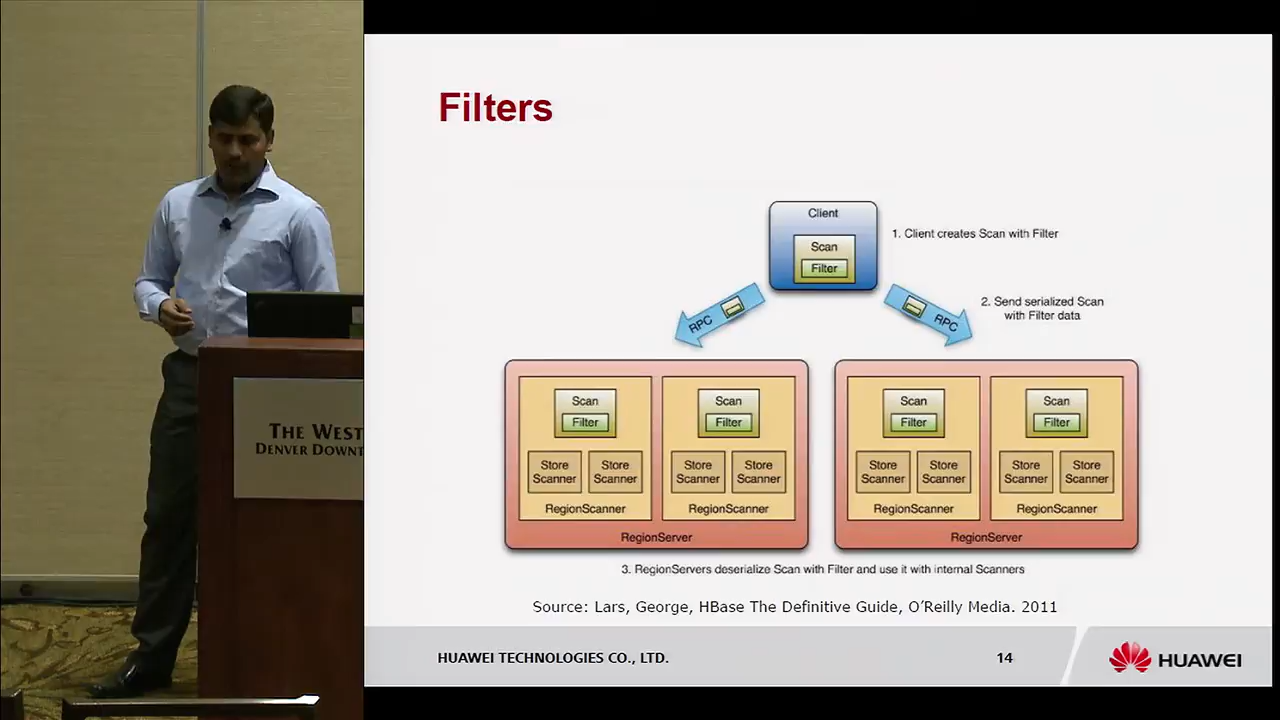 Filters
Client
Scan
Filter
1. Client creates Scan with Filter
2. Send serialized Scan
with Filter data
RPC
RPC
Scan
Filter
Scan
Filter
Scan
Filter
Scan
Filter
Store
Scanner
Store
Scanner
Store
Scanner
Store
Scanner
Store
Scanner
Store
Scanner
Store
Scanner
Store
Scanner
RegionScanner
RegionScanner
RegionScanner
RegionScanner
RegionServer
RegionServer
3. RegionServers deserialize Scan with Filter and use it with internal Scanners
Source: Lars, George, HBase The Definitive Guide, O'Reilly Media. 2011
HUAWEI TECHNOLOGIES CO., LTD.
14
HUAWEI
THE WEST
DENVER DOWNT